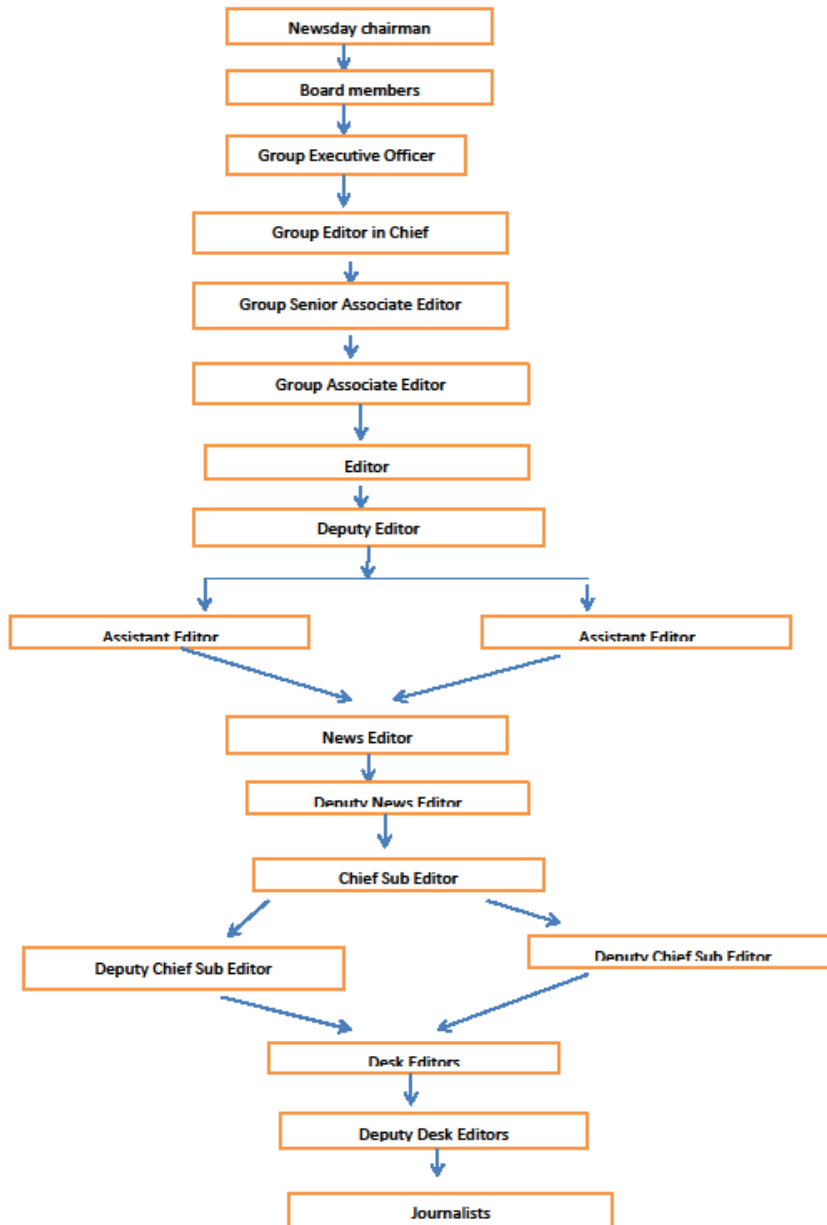 Newsday chairman
Board members
Group Executive Officer
Group Editor in Chief
Group Senior Associate Editor
Group Associate Editor
Editor
Deputy Editor
Assistant Editor
Assistant Editor
News Editor
Deputy News Editor
Chief Sub Editor
Deputy Chief Sub Editor
Deputy Chief Sub Editor
Desk Editors
Deputy Desk Editors
Journalists